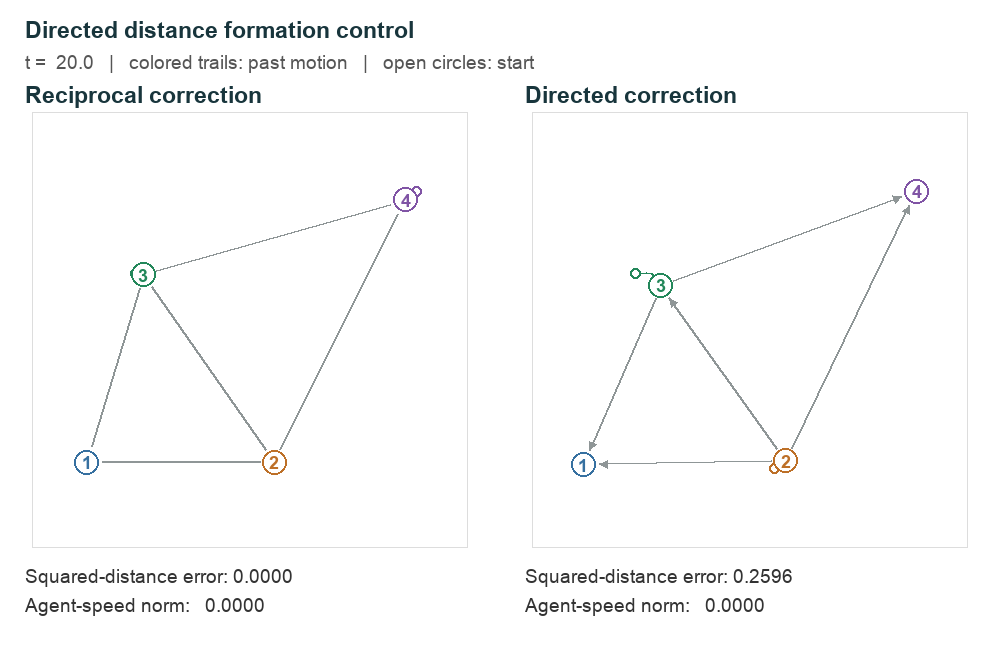 Directed distance formation control
t =  20.0   |   colored trails: past motion   |   open circles: start
Reciprocal correction
Directed correction
4
4
3
3
1
2
1
2
Squared-distance error: 0.0000
Squared-distance error: 0.2596
Agent-speed norm:   0.0000
Agent-speed norm:   0.0000